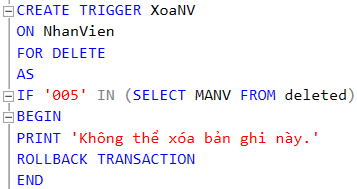 CREATE TRIGGER XoaNV
ON NhanVien
FOR DELETE
AS
IF '005' IN (SELECT MANV FROM deleted)
BEGIN
PRINT 'Không thể xóa bản ghi này.'
ROLLBACK TRANSACTION
END